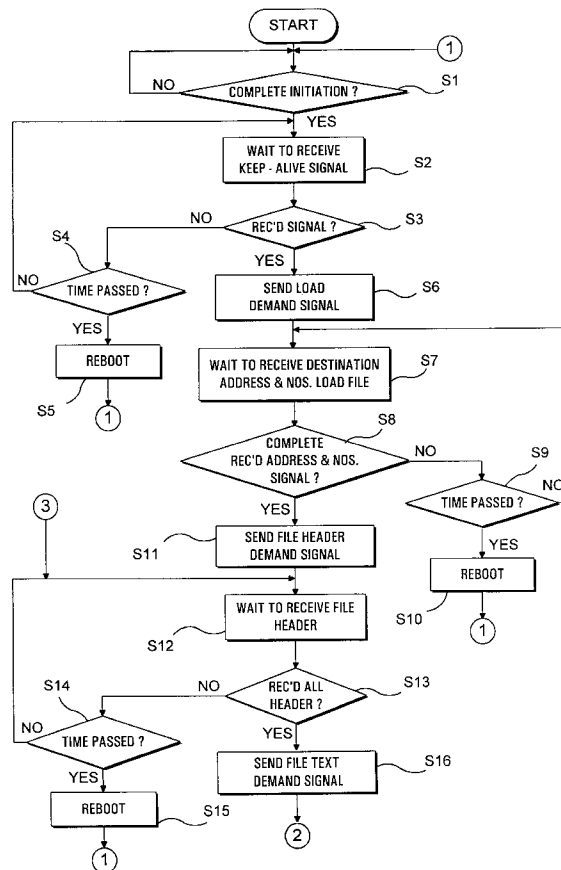 START
1
NO
COMPLETE INITIATION ?
S1
YES
WAIT TO RECEIVE
KEEP - ALIVE SIGNAL
S2
NO
REC'D SIGNAL ?
S3
S4
YES
NO
TIME PASSED ?
SEND LOAD
DEMAND SIGNAL
S6
YES
REBOOT
S5
1
WAIT TO RECEIVE DESTINATION
ADDRESS & NOS. LOAD FILE
S7
S8
COMPLETE
REC'D ADDRESS & NOS.
SIGNAL ?
NO
S9
NO
TIME PASSED ?
YES
YES
3
SEND FILE HEADER
DEMAND SIGNAL
S11
REBOOT
S10
1
WAIT TO RECEIVE FILE
HEADER
S12
S14
NO
REC'D ALL
HEADER ?
S13
NO
TIME PASSED ?
YES
YES
SEND FILE TEXT
DEMAND SIGNAL
S16
REBOOT
S15
1
2